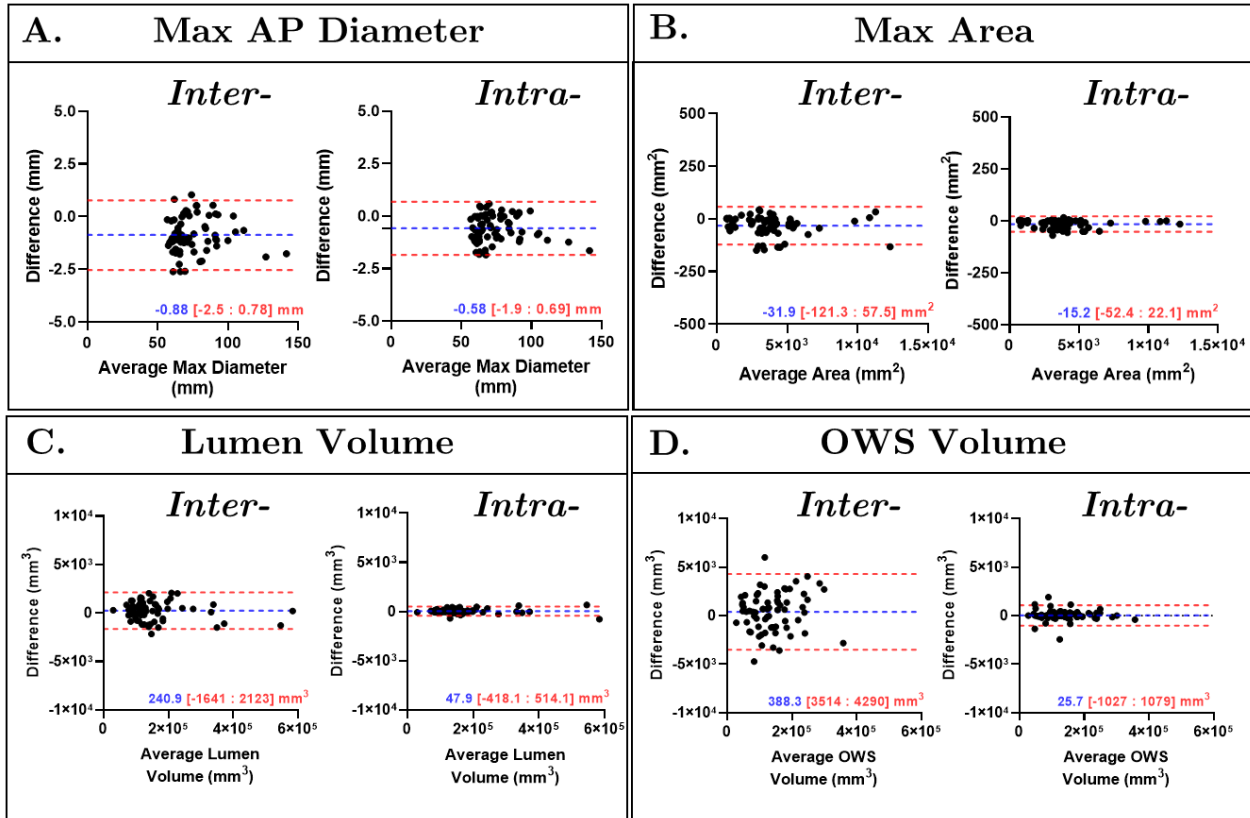 A. Max AP Diameter
Inter-
5.0
2.5
0.0
-2.5
-5.0
Difference (mm)
-0.88 [-2.5 : 0.78] mm
0 50 100 150
Average Max Diameter
(mm)
Intra-
5.0
2.5
0.0
-2.5
-5.0
Difference (mm)
-0.58 [-1.9 : 0.69] mm
0 50 100 150
Average Max Diameter
(mm)
B. Max Area
Inter-
500
250
0
-250
-500
Difference (mm²)
-31.9 [-121.3 : 57.5] mm²
0 5×10³ 1×10⁴ 1.5×10⁴
Average Area (mm²)
Intra-
500
250
0
-250
-500
Difference (mm²)
-15.2 [-52.4 : 22.1] mm²
0 5×10³ 1×10⁴ 1.5×10⁴
Average Area (mm²)
C. Lumen Volume
Inter-
1×10⁴
5×10³
0
-5×10³
-1×10⁴
Difference (mm³)
240.9 [-1641 : 2123] mm³
0 2×10⁵ 4×10⁵ 6×10⁵
Average Lumen
Volume (mm³)
Intra-
1×10⁴
5×10³
0
-5×10³
-1×10⁴
Difference (mm³)
47.9 [-418.1 : 514.1] mm³
0 2×10⁵ 4×10⁵ 6×10⁵
Average Lumen
Volume (mm³)
D. OWS Volume
Inter-
1×10⁴
5×10³
0
-5×10³
-1×10⁴
Difference (mm³)
388.3 [3514 : 4290] mm³
0 2×10⁵ 4×10⁵ 6×10⁵
Average OWS
Volume (mm³)
Intra-
1×10⁴
5×10³
0
-5×10³
-1×10⁴
Difference (mm³)
25.7 [-1027 : 1079] mm³
0 2×10⁵ 4×10⁵ 6×10⁵
Average OWS
Volume (mm³)